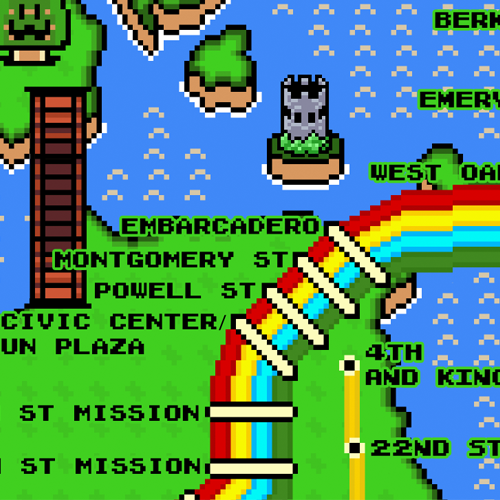 BERK
EMERY
WEST OA
EMBARCADERO
MONTGOMERY ST
POWELL ST
CIVIC CENTER/
UN PLAZA
4TH
AND KING
ST MISSION
22ND ST
ST MISSION